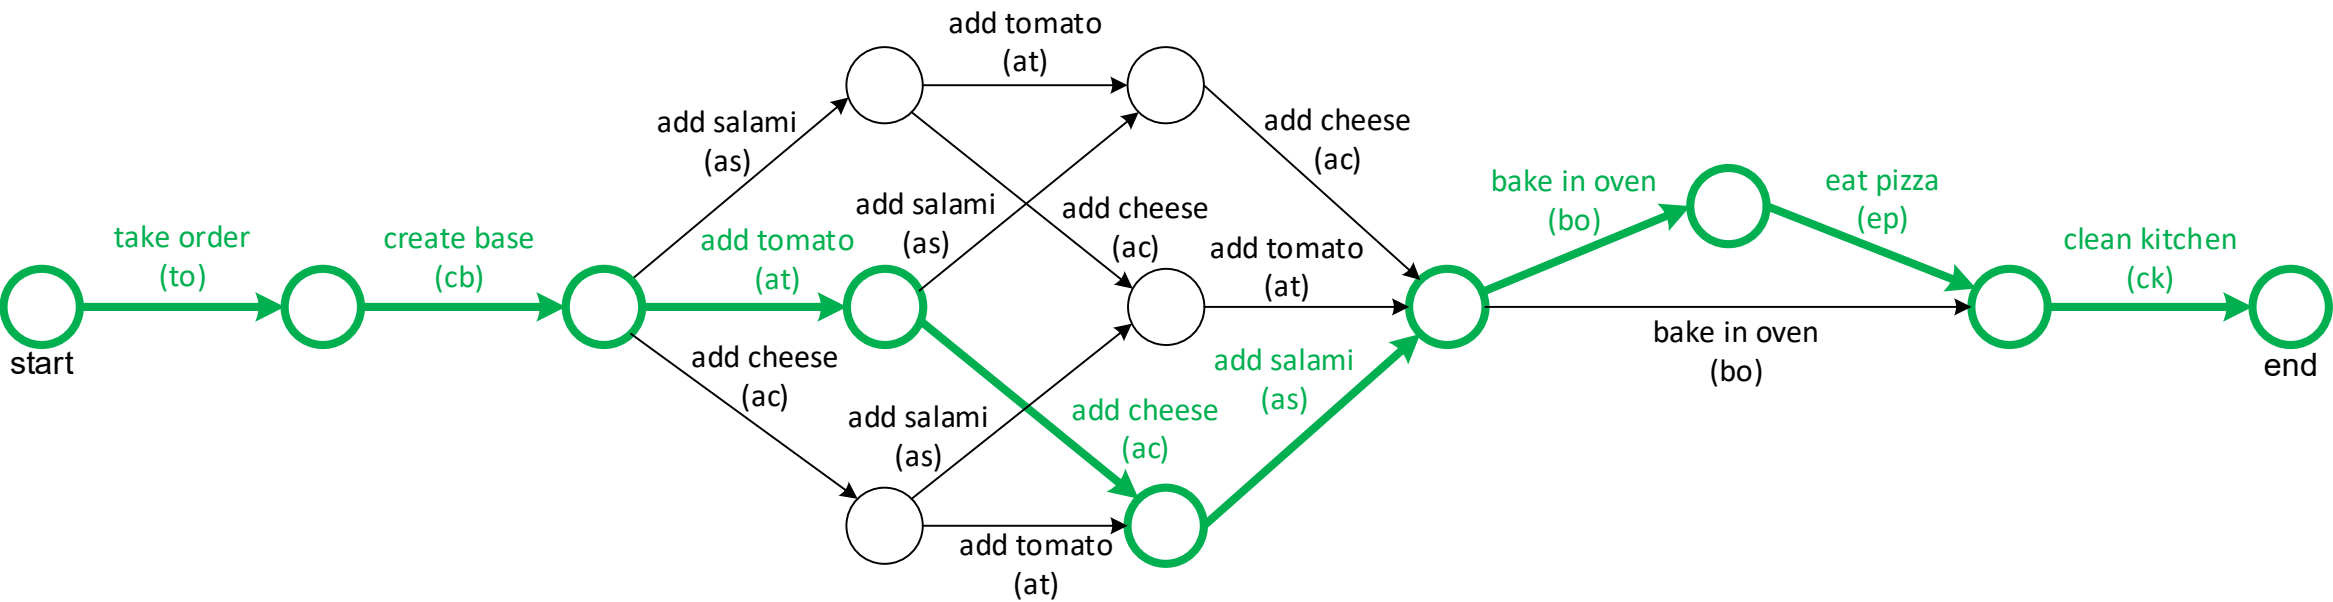 add tomato
(at)
add salami
(as)
add cheese
(ac)
bake in oven
(bo)
eat pizza
(ep)
add salami
(as)
add cheese
(ac)
take order
(to)
create base
(cb)
add tomato
(at)
add tomato
(at)
clean kitchen
(ck)
start
add cheese
(ac)
add salami
(as)
bake in oven
(bo)
end
add salami
(as)
add cheese
(ac)
add tomato
(at)